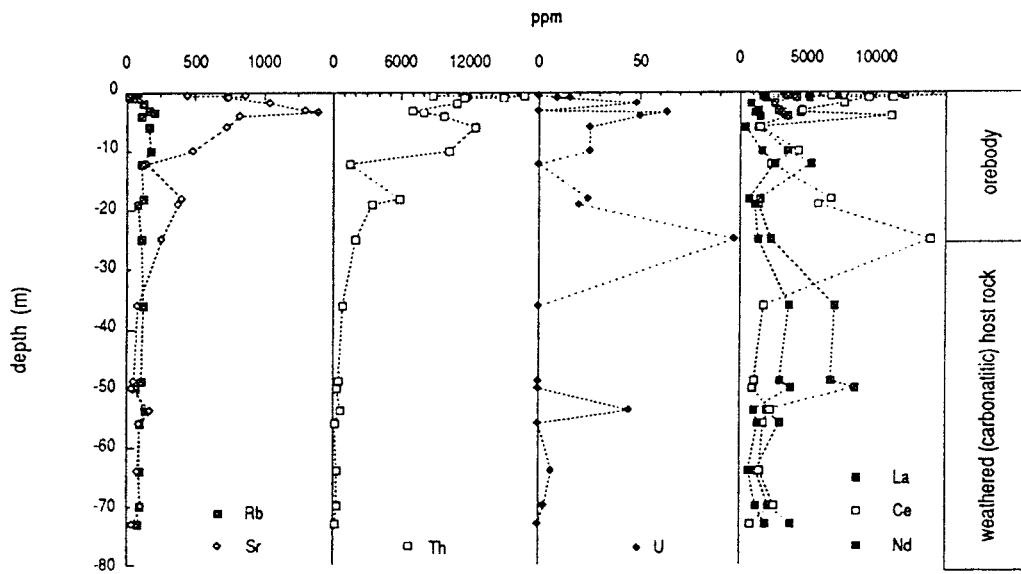 ppm
0 500 1000 0 6000 12000 0 50 0 5000 10000
0
-10
-20
-30
-40
-50
-60
-70
-80
depth (m)
Rb
Sr
Th
U
La
Ce
Nd
orebody
weathered (carbonatitic) host rock